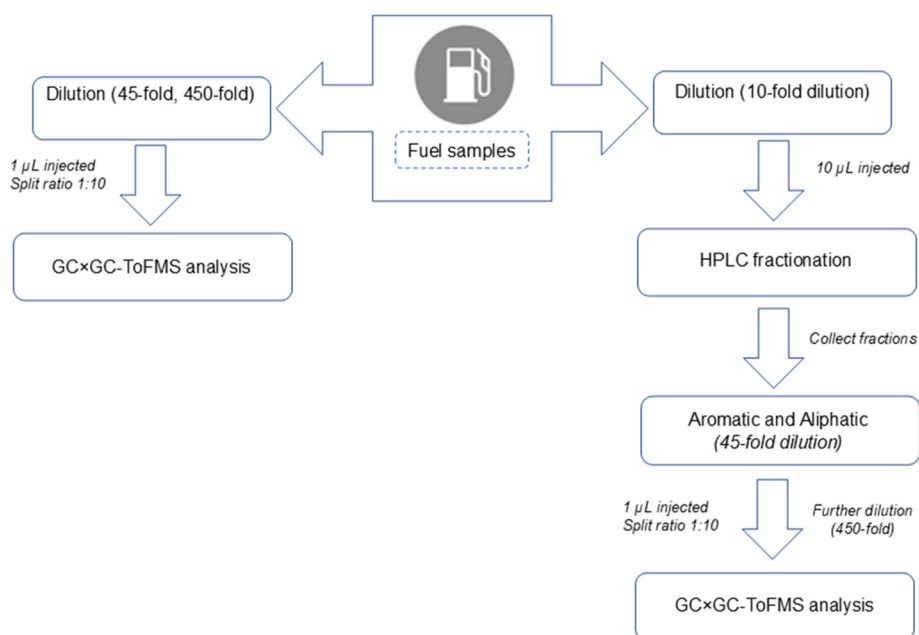 Fuel samples
Dilution (45-fold, 450-fold)
1 µL injected
Split ratio 1:10
GC×GC-ToFMS analysis
Dilution (10-fold dilution)
10 µL injected
HPLC fractionation
Collect fractions
Aromatic and Aliphatic
(45-fold dilution)
1 µL injected
Split ratio 1:10
Further dilution
(450-fold)
GC×GC-ToFMS analysis